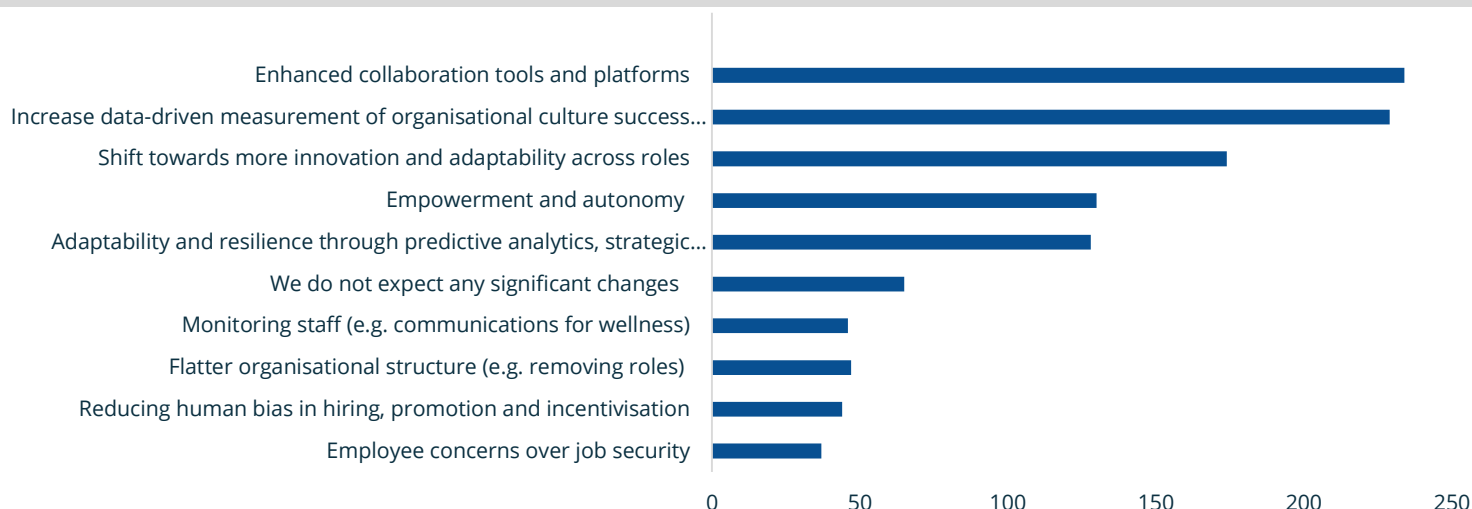 Enhanced collaboration tools and platforms
Increase data-driven measurement of organisational culture success...
Shift towards more innovation and adaptability across roles
Empowerment and autonomy
Adaptability and resilience through predictive analytics, strategic...
We do not expect any significant changes
Monitoring staff (e.g. communications for wellness)
Flatter organisational structure (e.g. removing roles)
Reducing human bias in hiring, promotion and incentivisation
Employee concerns over job security
0 50 100 150 200 250